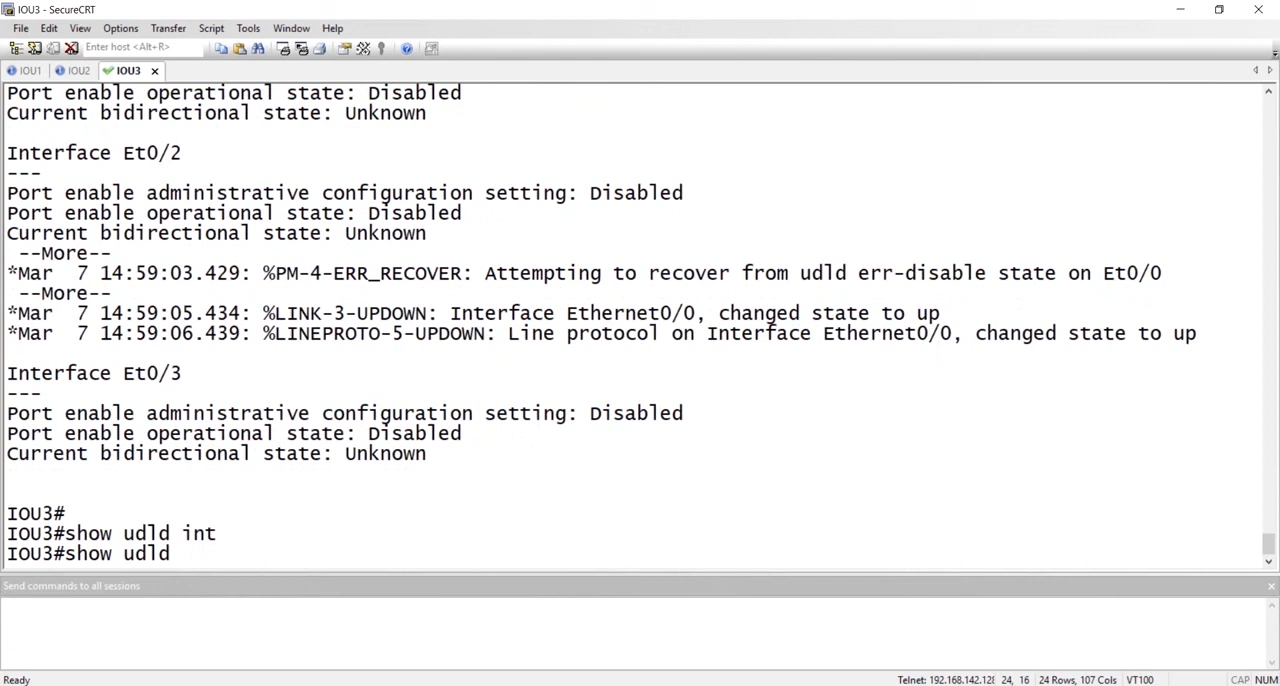 IOU3 - SecureCRT
File Edit View Options Transfer Script Tools Window Help
Enter host <Alt+R>
IOU1 IOU2 IOU3
Port enable operational state: Disabled
Current bidirectional state: Unknown
Interface Et0/2
---
Port enable administrative configuration setting: Disabled
Port enable operational state: Disabled
Current bidirectional state: Unknown
--More--
*Mar  7 14:59:03.429: %PM-4-ERR_RECOVER: Attempting to recover from udld err-disable state on Et0/0
--More--
*Mar  7 14:59:05.434: %LINK-3-UPDOWN: Interface Ethernet0/0, changed state to up
*Mar  7 14:59:06.439: %LINEPROTO-5-UPDOWN: Line protocol on Interface Ethernet0/0, changed state to up
Interface Et0/3
---
Port enable administrative configuration setting: Disabled
Port enable operational state: Disabled
Current bidirectional state: Unknown
IOU3#
IOU3#show udld int
IOU3#show udld
Send commands to all sessions
Ready Telnet: 192.168.142.128 24, 16 24 Rows, 107 Cols VT100 CAP NUM